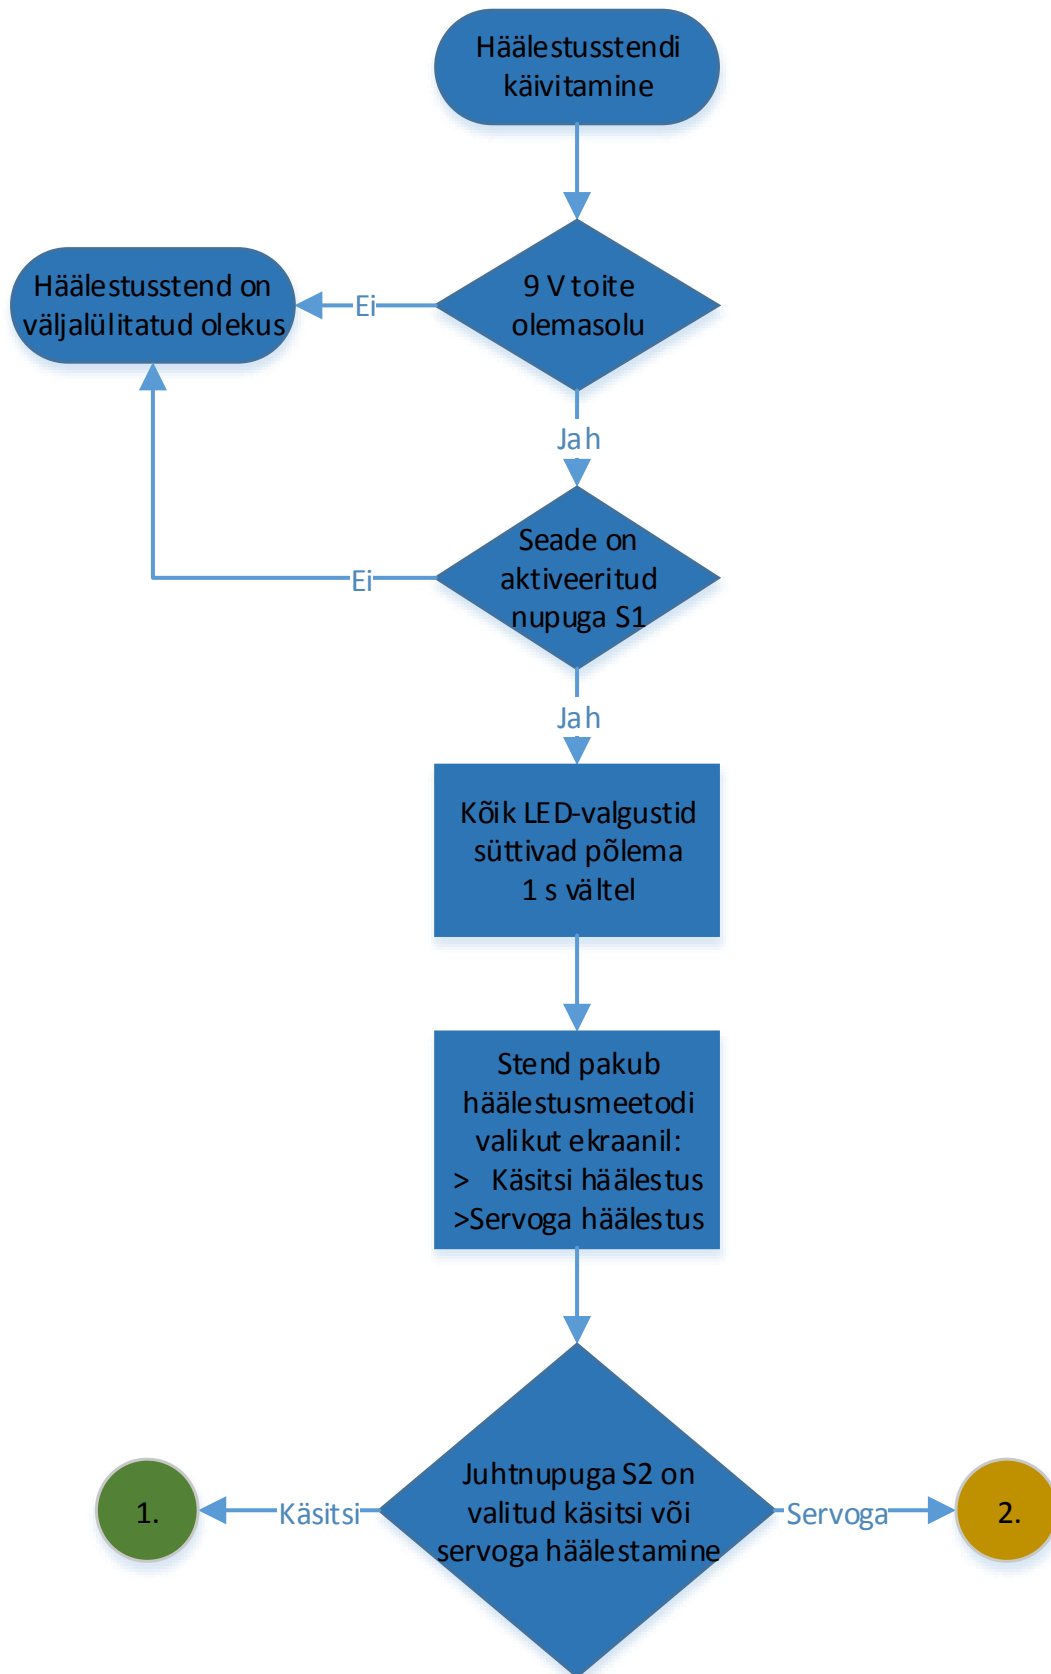 Häälestusstendi
käivitamine
9 V toite
olemasolu
Ei
Häälestusstend on
väljalülitatud olekus
Jah
Seade on
aktiveeritud
nupuga S1
Ei
Jah
Kõik LED-valgustid
süttivad põlema
1 s vältel
Stend pakub
häälestusmeetodi
valikut ekraanil:
> Käsitsi häälestus
>Servoga häälestus
Juhtnupuga S2 on
valitud käsitsi või
servoga häälestamine
Käsitsi
1.
Servoga
2.